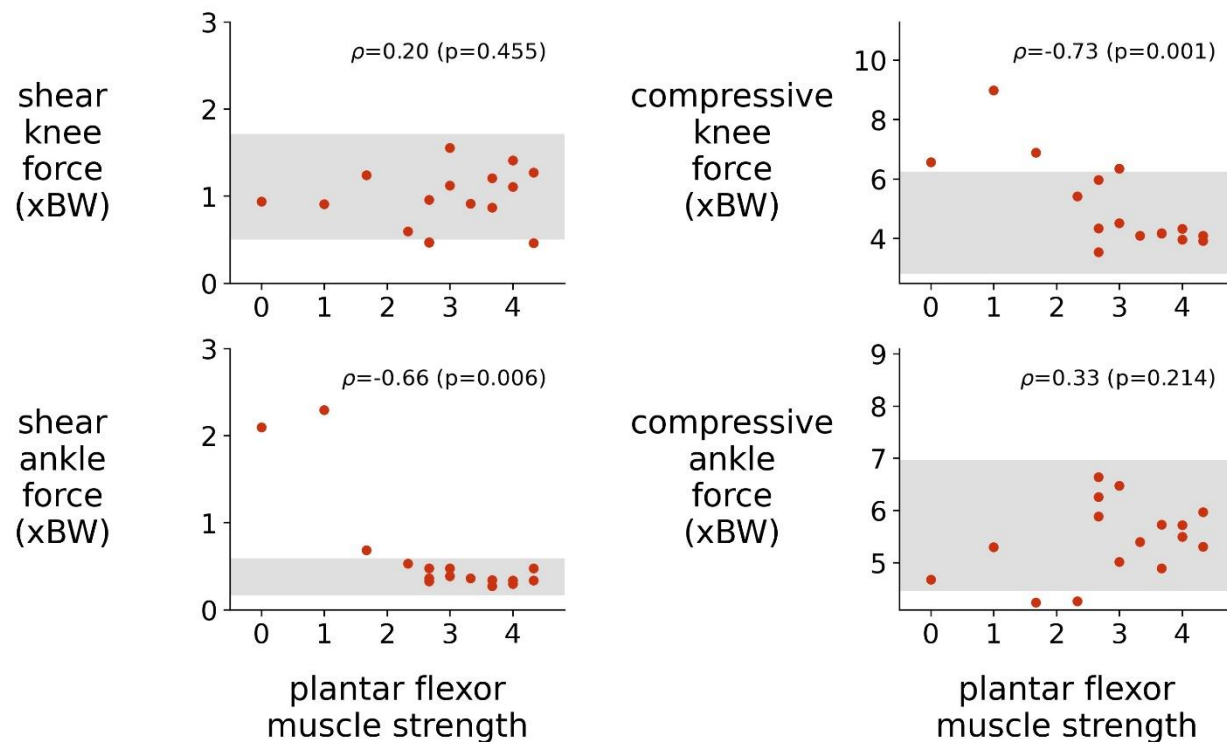 shear
knee
force
(xBW)
3
2
1
0
ρ=0.20 (p=0.455)
0 1 2 3 4
compressive
knee
force
(xBW)
10
8
6
4
ρ=-0.73 (p=0.001)
0 1 2 3 4
shear
ankle
force
(xBW)
3
2
1
0
ρ=-0.66 (p=0.006)
0 1 2 3 4
plantar flexor
muscle strength
compressive
ankle
force
(xBW)
9
8
7
6
5
ρ=0.33 (p=0.214)
0 1 2 3 4
plantar flexor
muscle strength